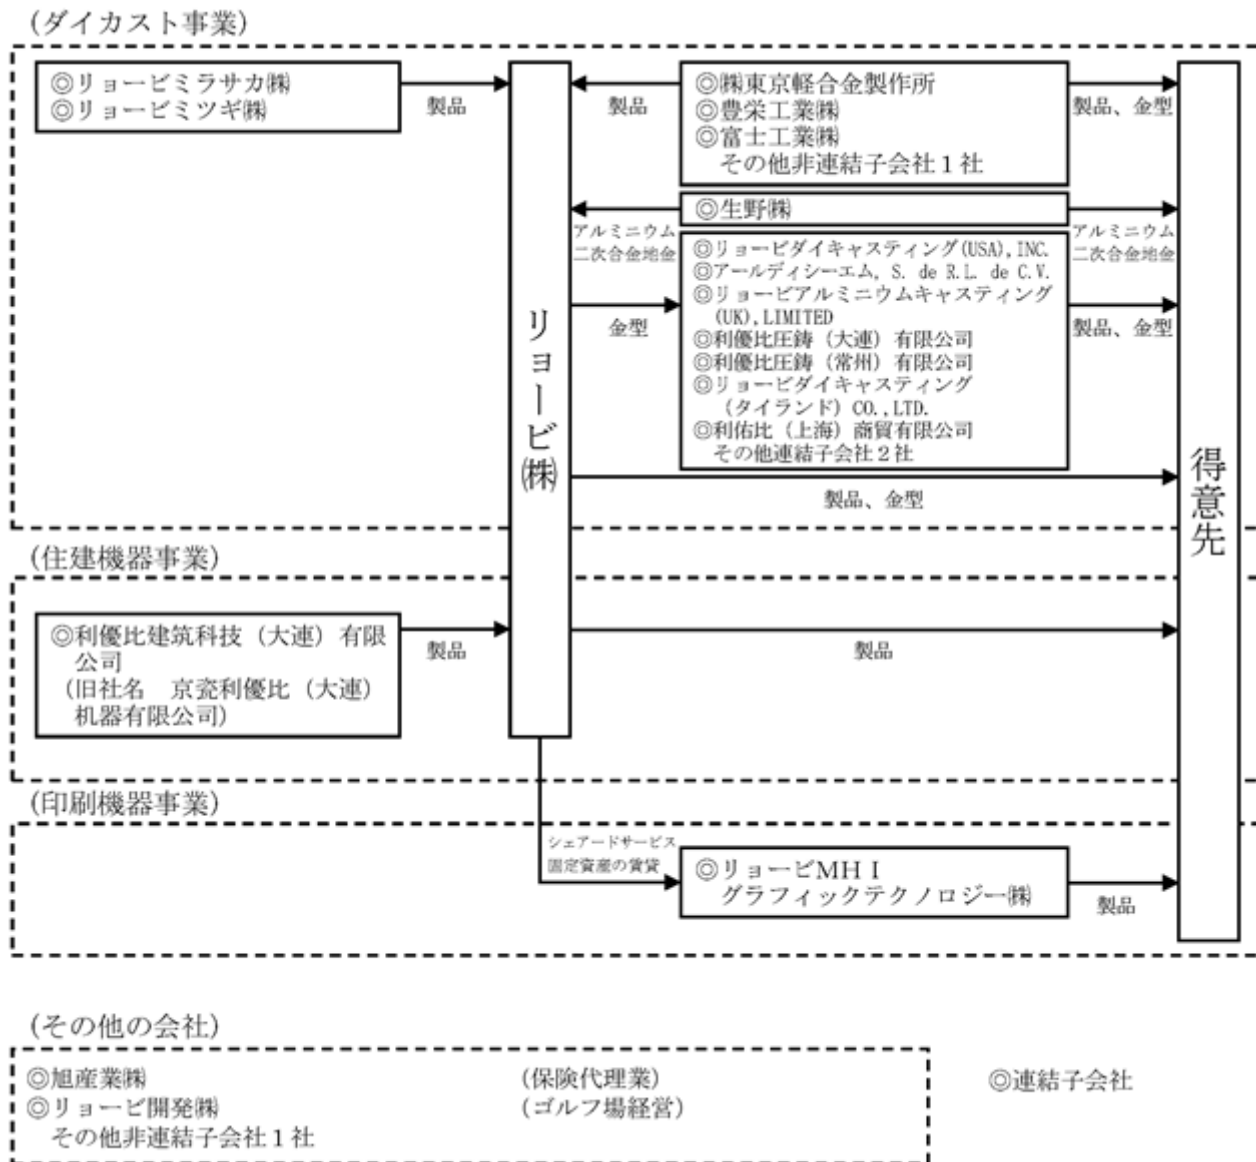 (ダイカスト事業)
◎リョービミラサカ㈱
◎リョービミツギ㈱
製品
リョービ㈱
製品
◎㈱東京軽合金製作所
◎豊栄工業㈱
◎富士工業㈱
その他非連結子会社1社
製品、金型
◎生野㈱
アルミニウム
二次合金地金
アルミニウム
二次合金地金
金型
◎リョービダイキャスティング(USA), INC.
◎アールディシーエム, S. de R.L. de C.V.
◎リョービアルミニウムキャスティング
(UK), LIMITED
◎利優比圧鋳（大連）有限公司
◎利優比圧鋳（常州）有限公司
◎リョービダイキャスティング
（タイランド）CO., LTD.
◎利佑比（上海）商貿有限公司
その他連結子会社2社
製品、金型
製品、金型
得意先
(住建機器事業)
◎利優比建筑科技（大連）有限
公司
(旧社名　京瓷利優比（大連）
机器有限公司)
製品
製品
(印刷機器事業)
シェアードサービス
固定資産の賃貸
◎リョービMHI
グラフィックテクノロジー㈱
製品
(その他の会社)
◎旭産業㈱ (保険代理業)
◎リョービ開発㈱ (ゴルフ場経営)
その他非連結子会社1社
◎連結子会社